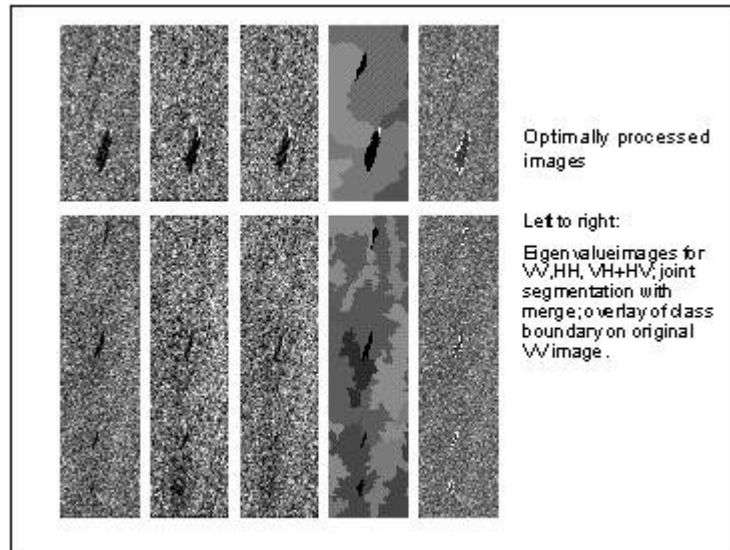 Optimally processed
images
Left to right:
Eigenvalue images for
VV, HH, VH+HV; joint
segmentation with
merge; overlay of class
boundary on original
VV image.